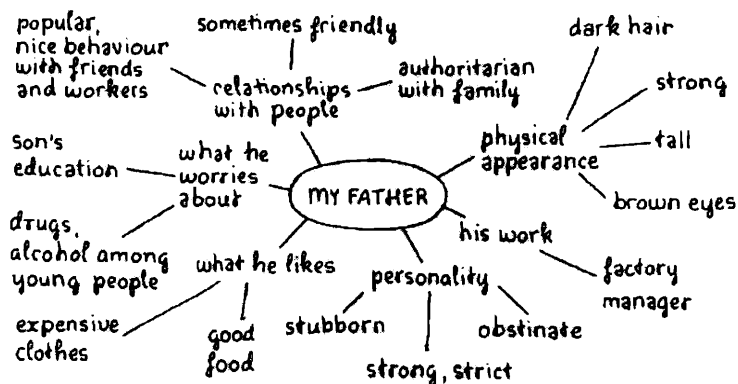 popular,
nice behaviour
with friends
and workers
sometimes friendly
authoritarian
with family
relationships
with people
dark hair
strong
tall
brown eyes
physical
appearance
son's
education
what he
worries
about
drugs,
alcohol among
young people
MY FATHER
his work
factory
manager
what he likes
expensive
clothes
good
food
personality
stubborn
strong, strict
obstinate